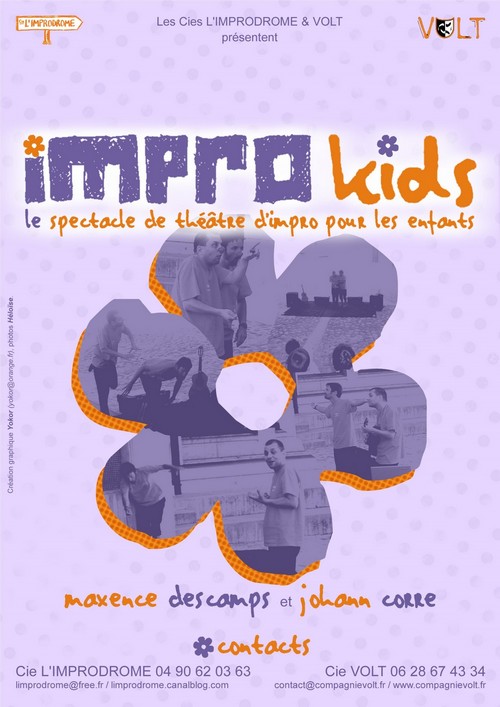 L'IMPRODROME
Les Cies L'IMPRODROME & VOLT
présentent
VOLT
impro kids
le spectacle de théâtre d'impro pour les enfants
Création graphique Yokor (yokor@orange.fr), photos Héloïse.
maxence descamps et johann corre
contacts
Cie L'IMPRODROME 04 90 62 03 63
limprodrome@free.fr / limprodrome.canalblog.com
Cie VOLT 06 28 67 43 34
contact@compagnievolt.fr / www.compagnievolt.fr